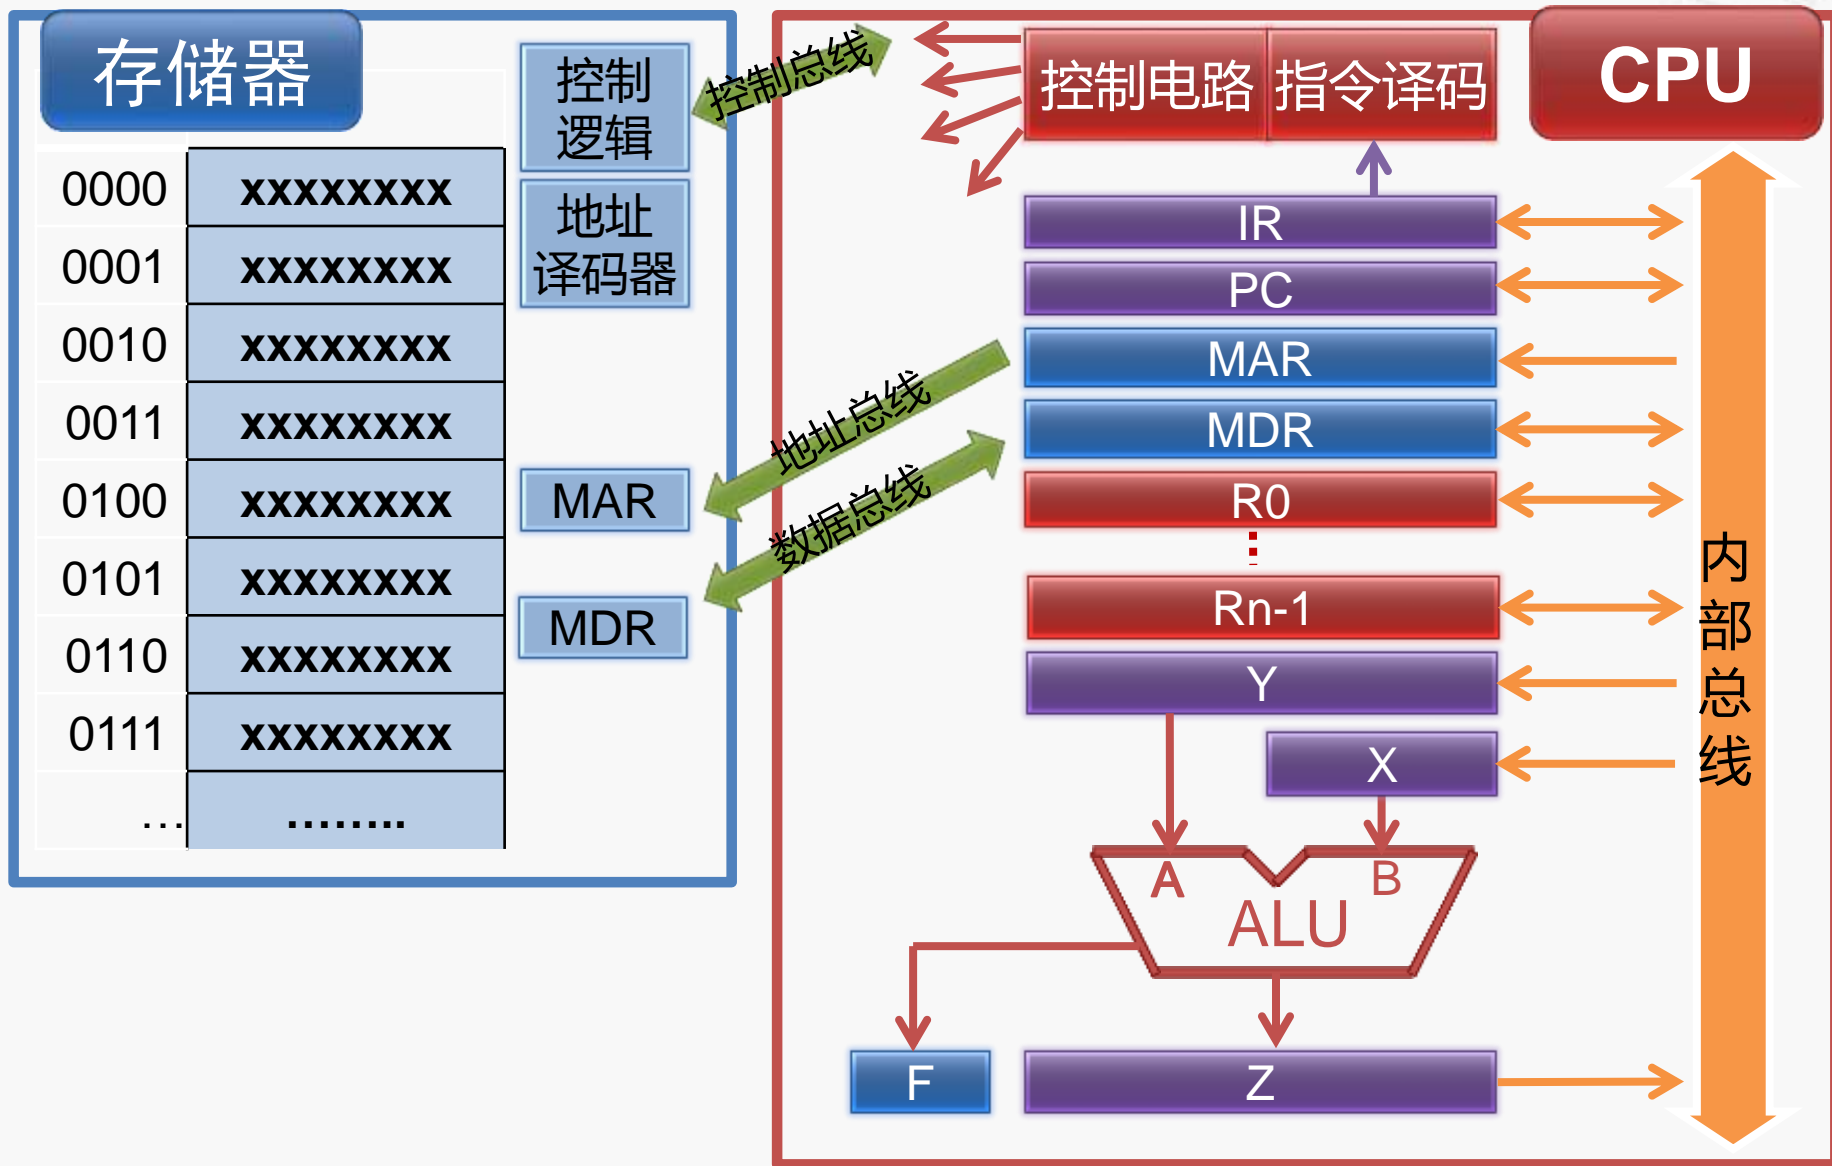 存储器
0000 xxxxxxxx
0001 xxxxxxxx
0010 xxxxxxxx
0011 xxxxxxxx
0100 xxxxxxxx
0101 xxxxxxxx
0110 xxxxxxxx
0111 xxxxxxxx
... ........
控制
逻辑
地址
译码器
MAR
MDR
控制总线
地址总线
数据总线
CPU
控制电路 指令译码
IR
PC
MAR
MDR
R0
Rn-1
Y
X
A B
ALU
F Z
内
部
总
线